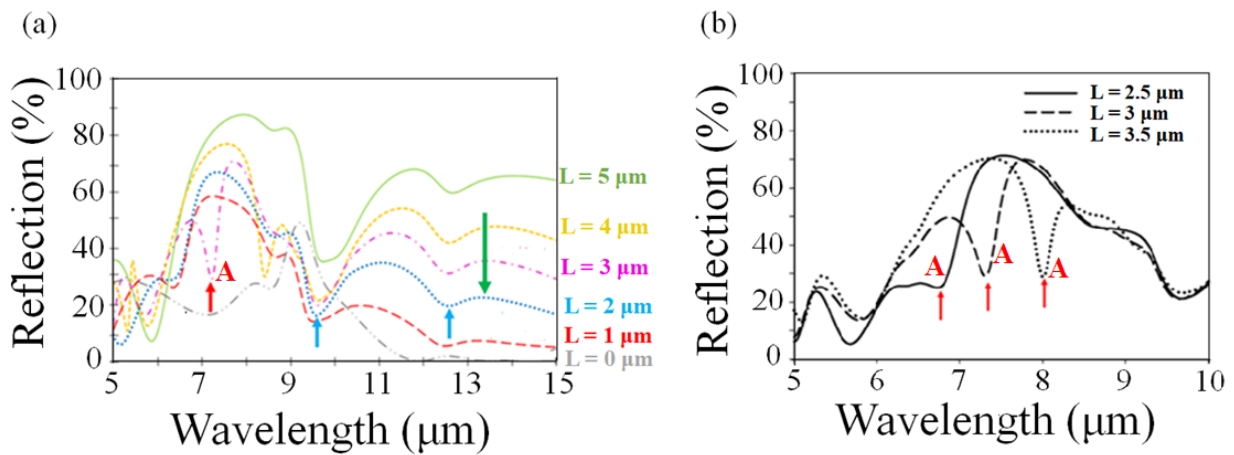 (a)
Reflection (%)
100
80
60
40
20
0
5
7
9
11
13
15
Wavelength (μm)
A
L = 5 μm
L = 4 μm
L = 3 μm
L = 2 μm
L = 1 μm
L = 0 μm
(b)
Reflection (%)
100
80
60
40
20
0
5
6
7
8
9
10
Wavelength (μm)
L = 2.5 μm
L = 3 μm
L = 3.5 μm
A
A
A